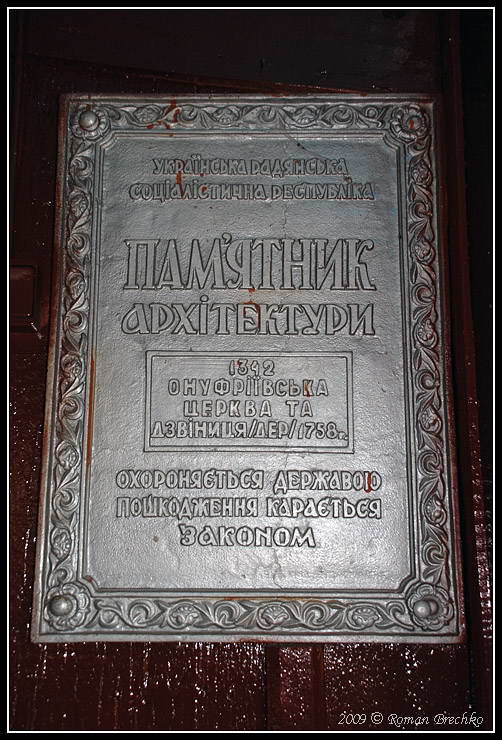 УКРАЇНСЬКА РАДЯНСЬКА
СОЦІАЛІСТИЧНА РЕСПУБЛІКА
ПАМ'ЯТНИК
АРХІТЕКТУРИ
1342
ОНУФРІЇВСЬКА
ЦЕРКВА ТА
ДЗВІНИЦЯ/ДЕР/1758р.
ОХОРОНЯЄТЬСЯ ДЕРЖАВОЮ
ПОШКОДЖЕННЯ КАРАЄТЬСЯ
ЗАКОНОМ
2009 © Roman Brechko